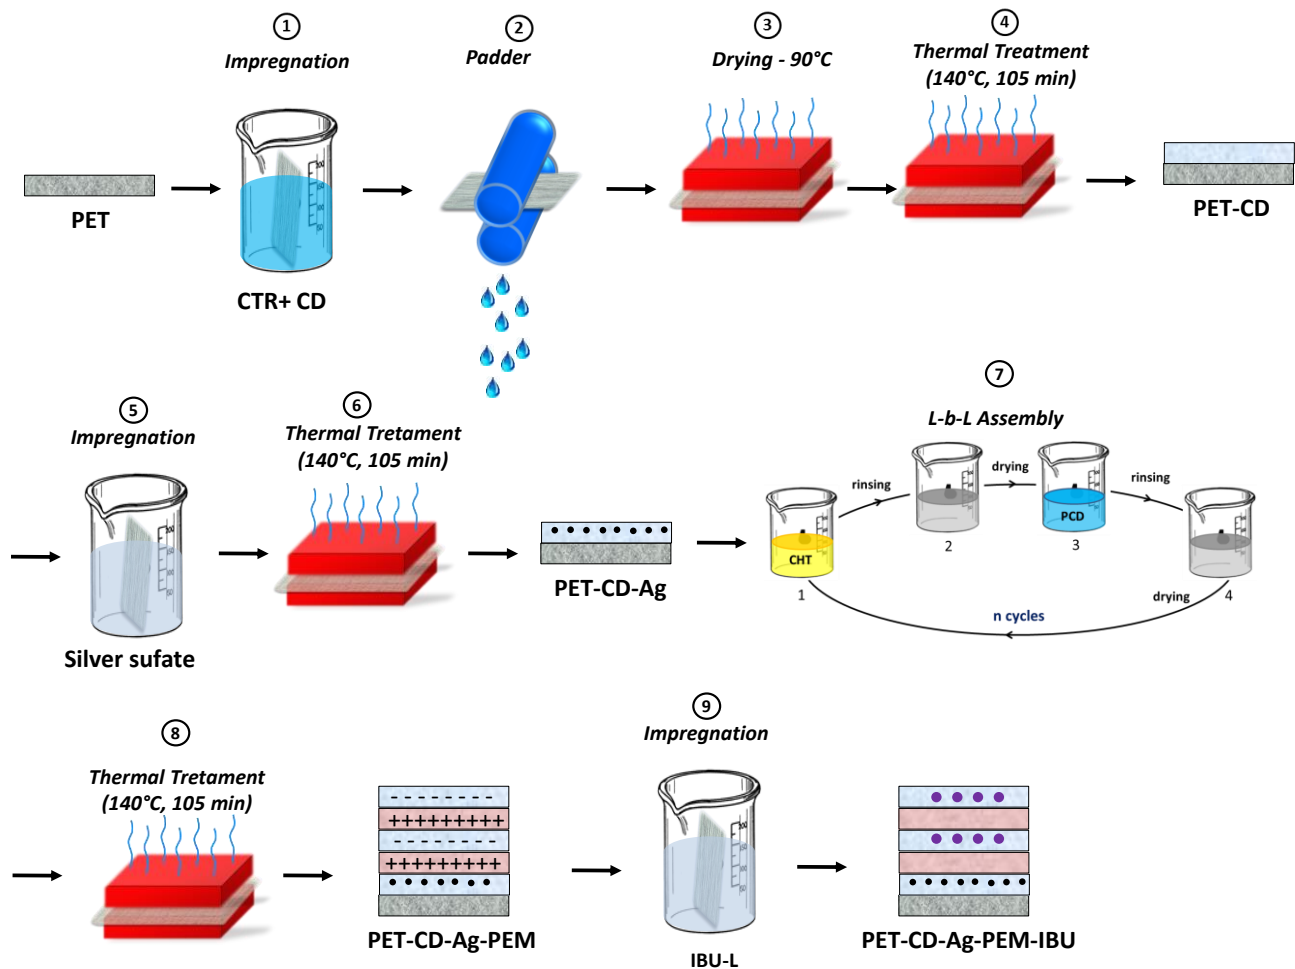 1
Impregnation
2
Padder
3
Drying - 90°C
4
Thermal Treatment
(140°C, 105 min)
PET
CTR+ CD
PET-CD
5
Impregnation
6
Thermal Tretament
(140°C, 105 min)
7
L-b-L Assembly
rinsing
drying
rinsing
CHT
PCD
1
2
3
4
drying
n cycles
Silver sufate
PET-CD-Ag
8
Thermal Tretament
(140°C, 105 min)
9
Impregnation
- - - - - - - -
+++++++++
- - - - - - - -
+++++++++
PET-CD-Ag-PEM
IBU-L
PET-CD-Ag-PEM-IBU